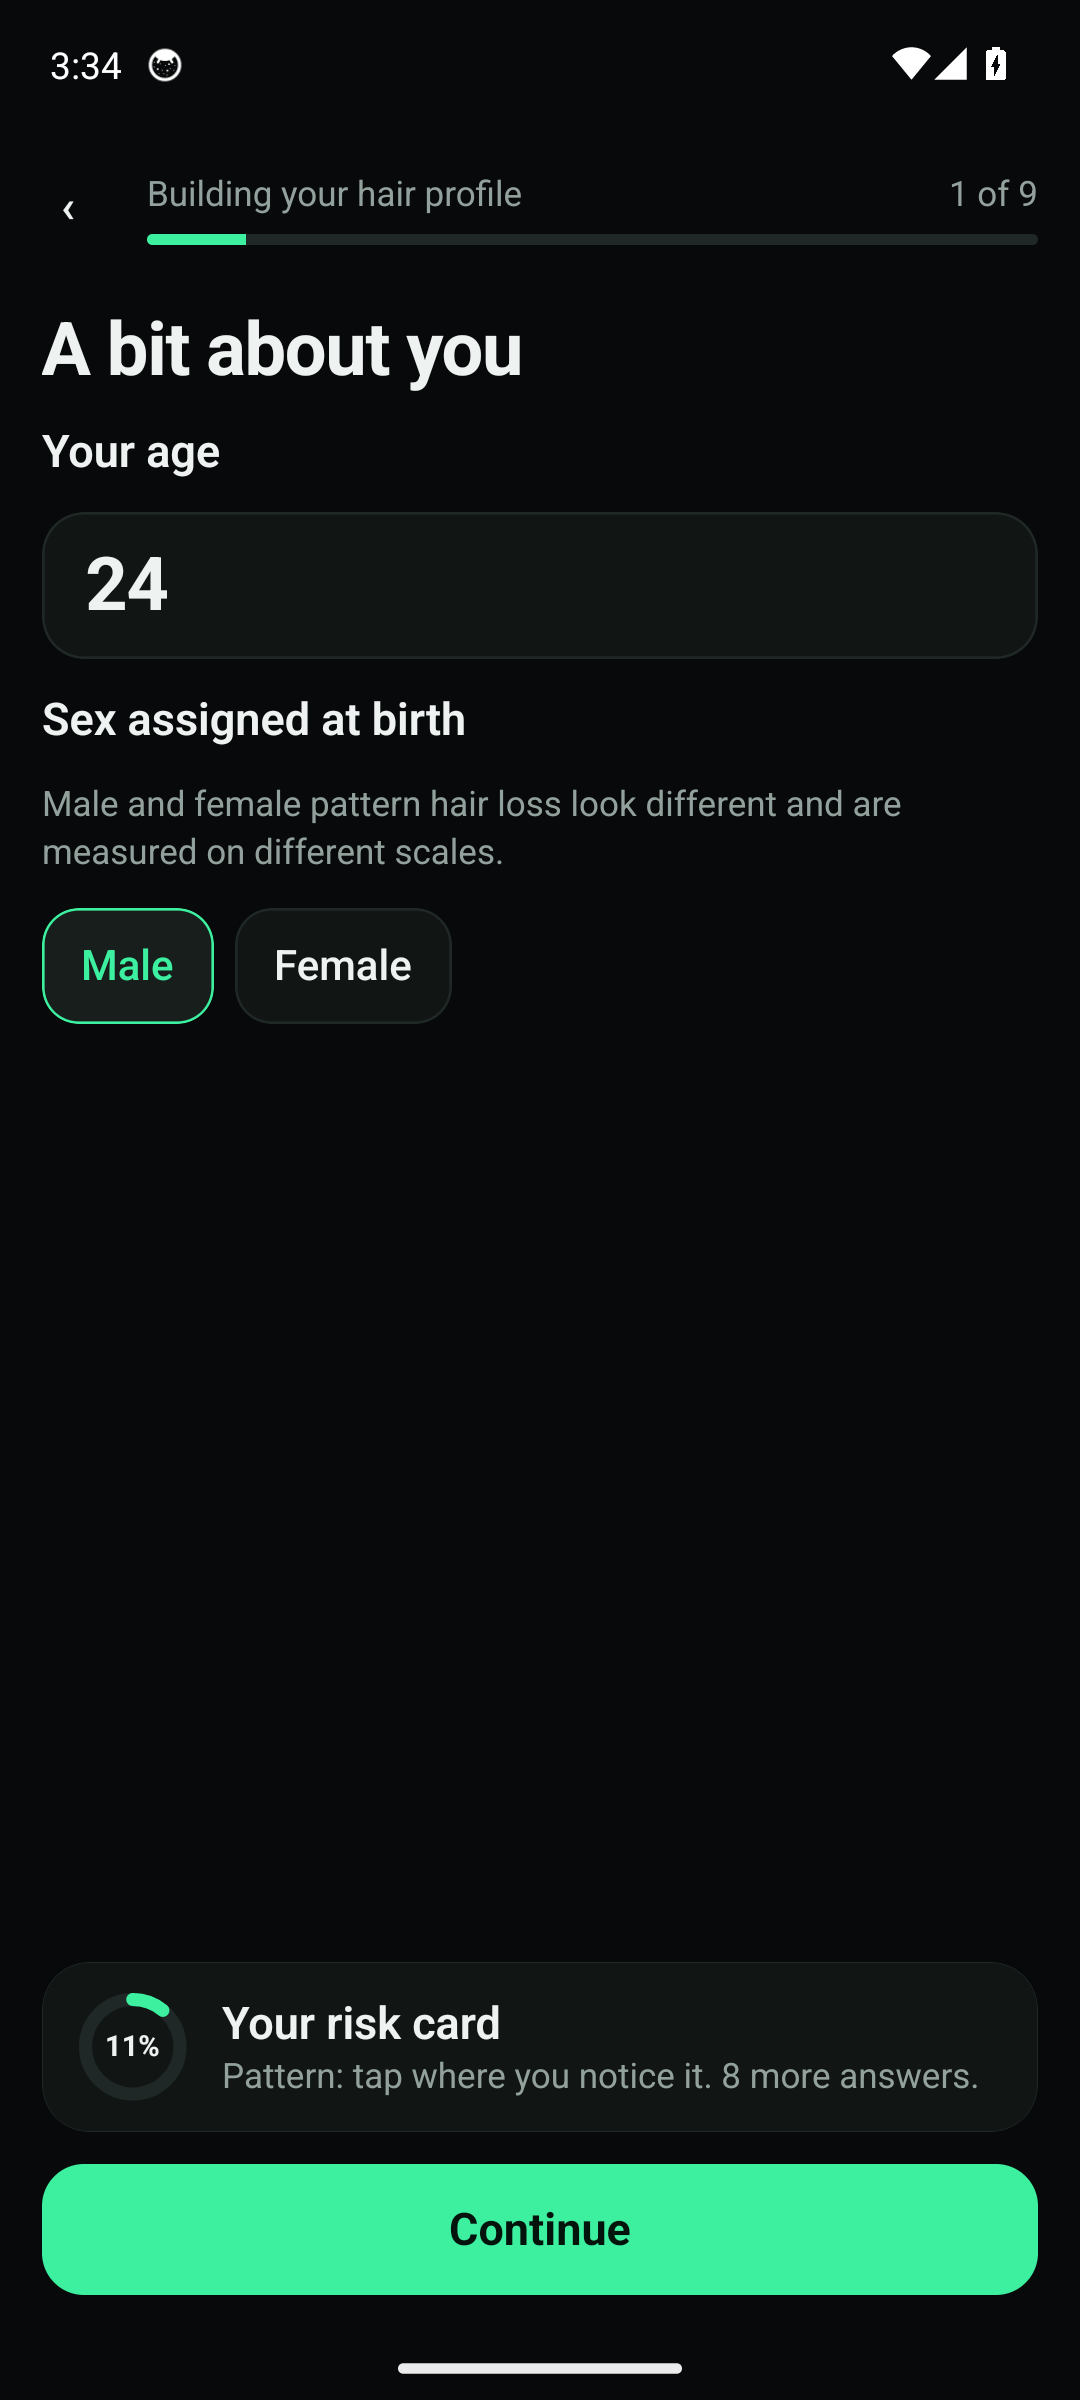 3:34
Building your hair profile
1 of 9
A bit about you
Your age
24
Sex assigned at birth
Male and female pattern hair loss look different and are
measured on different scales.
Male
Female
11%
Your risk card
Pattern: tap where you notice it. 8 more answers.
Continue